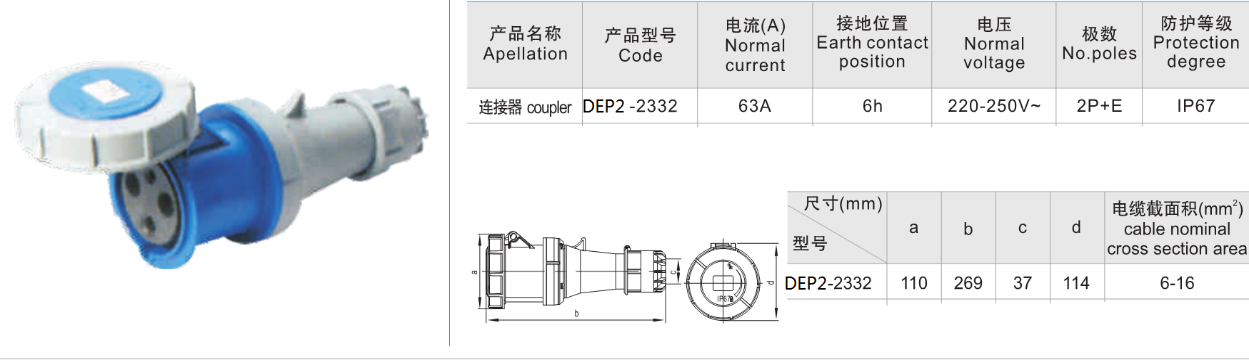 产品名称 Apellation
产品型号 Code
电流(A) Normal current
接地位置 Earth contact position
电压 Normal voltage
极数 No.poles
防护等级 Protection degree
连接器 coupler DEP2 -2332 63A 6h 220-250V~ 2P+E IP67
尺寸(mm)
型号
a b c d
电缆截面积(mm²) cable nominal cross section area
DEP2-2332 110 269 37 114 6-16
a
b
c
d
IP67